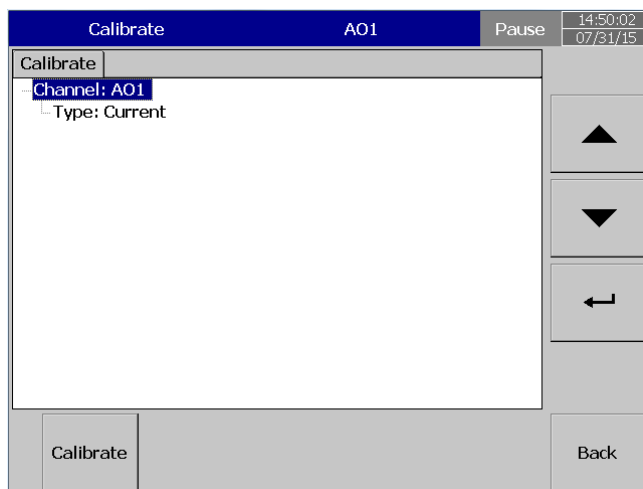 Calibrate AO1 Pause 14:50:02
07/31/15
Calibrate
Channel: AO1
Type: Current
Calibrate
Back